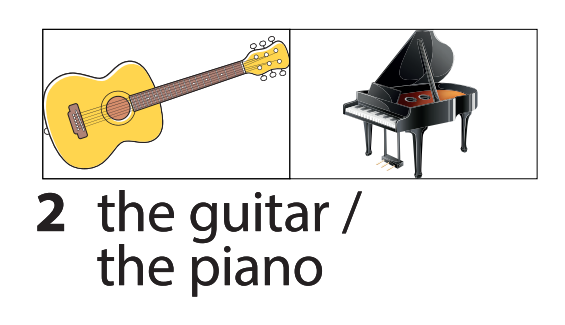 2 the guitar /
the piano